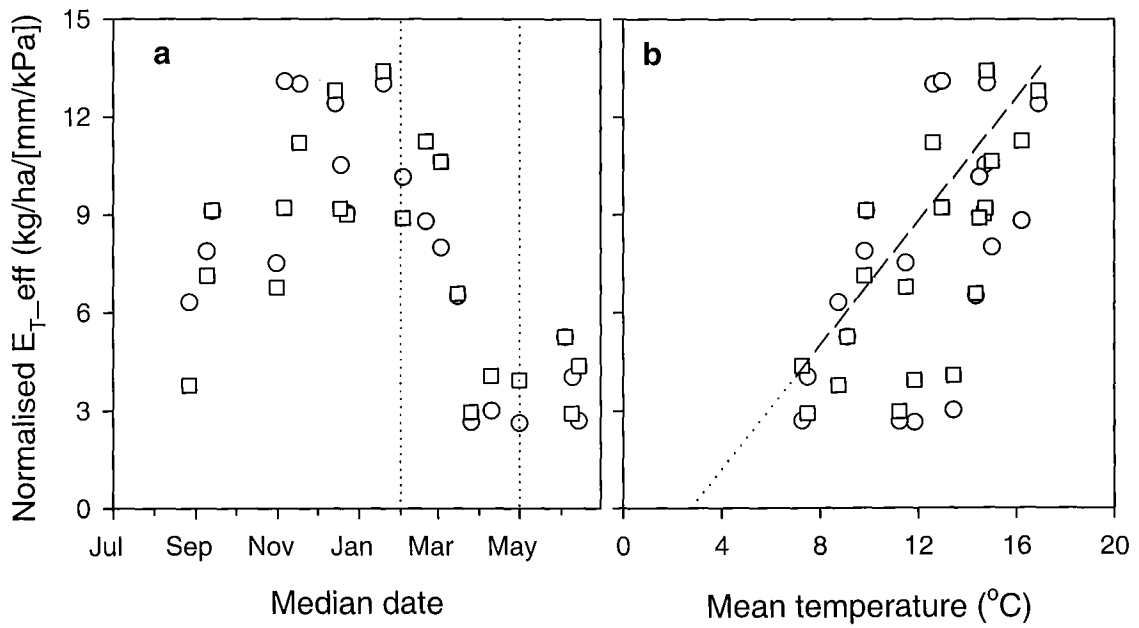 Normalised E_T_eff (kg/ha/[mm/kPa])
15
12
9
6
3
0
a
Jul Sep Nov Jan Mar May
Median date
b
0 4 8 12 16 20
Mean temperature (°C)